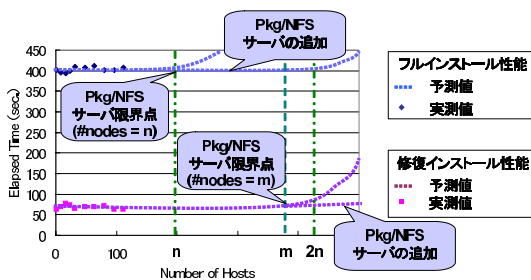 Pkg/NFS
サーバの追加
450
400
350
300
250
200
150
100
50
0
Elapsed Time (sec.)
Pkg/NFS
サーバ限界点
(#nodes = n)
Pkg/NFS
サーバ限界点
(#nodes = m)
Pkg/NFS
サーバの追加
0
100
n
m
2n
Number of Hosts
フルインストール性能
予測値
実測値
修復インストール性能
予測値
実測値